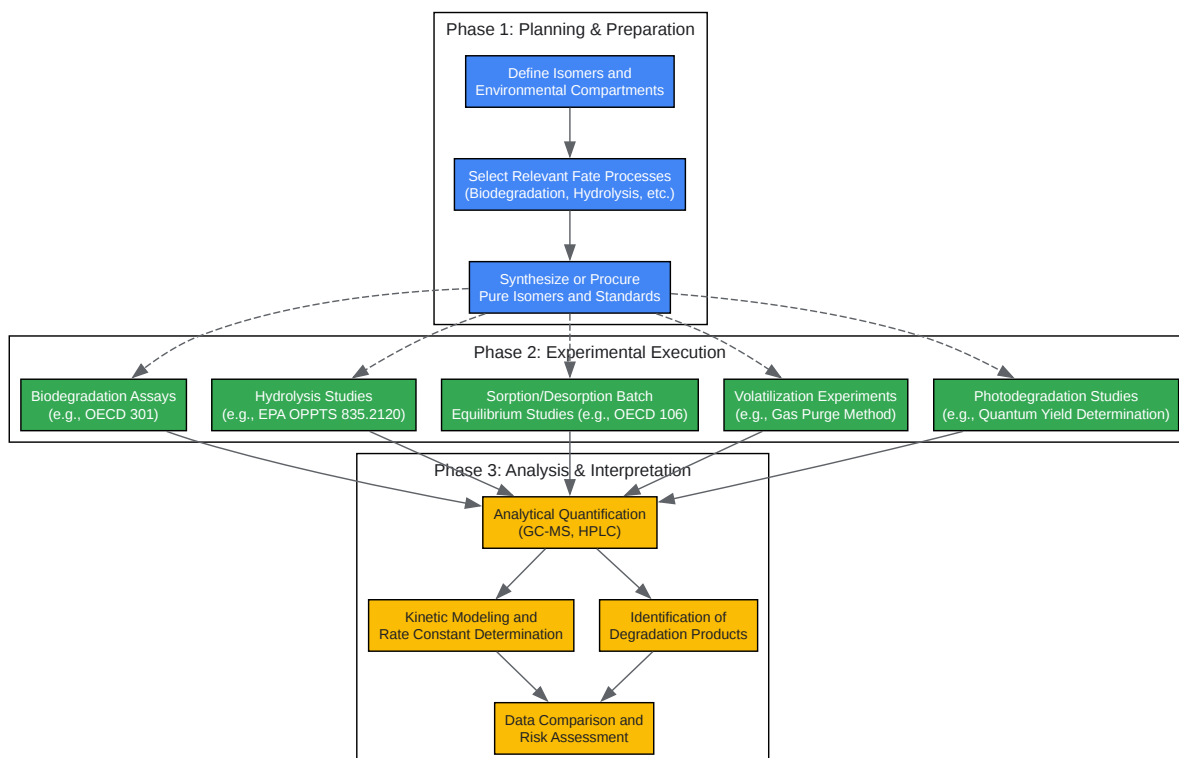 Phase 1: Planning & Preparation
Define Isomers and
Environmental Compartments
Select Relevant Fate Processes
(Biodegradation, Hydrolysis, etc.)
Synthesize or Procure
Pure Isomers and Standards
Phase 2: Experimental Execution
Biodegradation Assays
(e.g., OECD 301)
Hydrolysis Studies
(e.g., EPA OPPTS 835.2120)
Sorption/Desorption Batch
Equilibrium Studies (e.g., OECD 106)
Volatilization Experiments
(e.g., Gas Purge Method)
Photodegradation Studies
(e.g., Quantum Yield Determination)
Phase 3: Analysis & Interpretation
Analytical Quantification
(GC-MS, HPLC)
Kinetic Modeling and
Rate Constant Determination
Identification of
Degradation Products
Data Comparison and
Risk Assessment